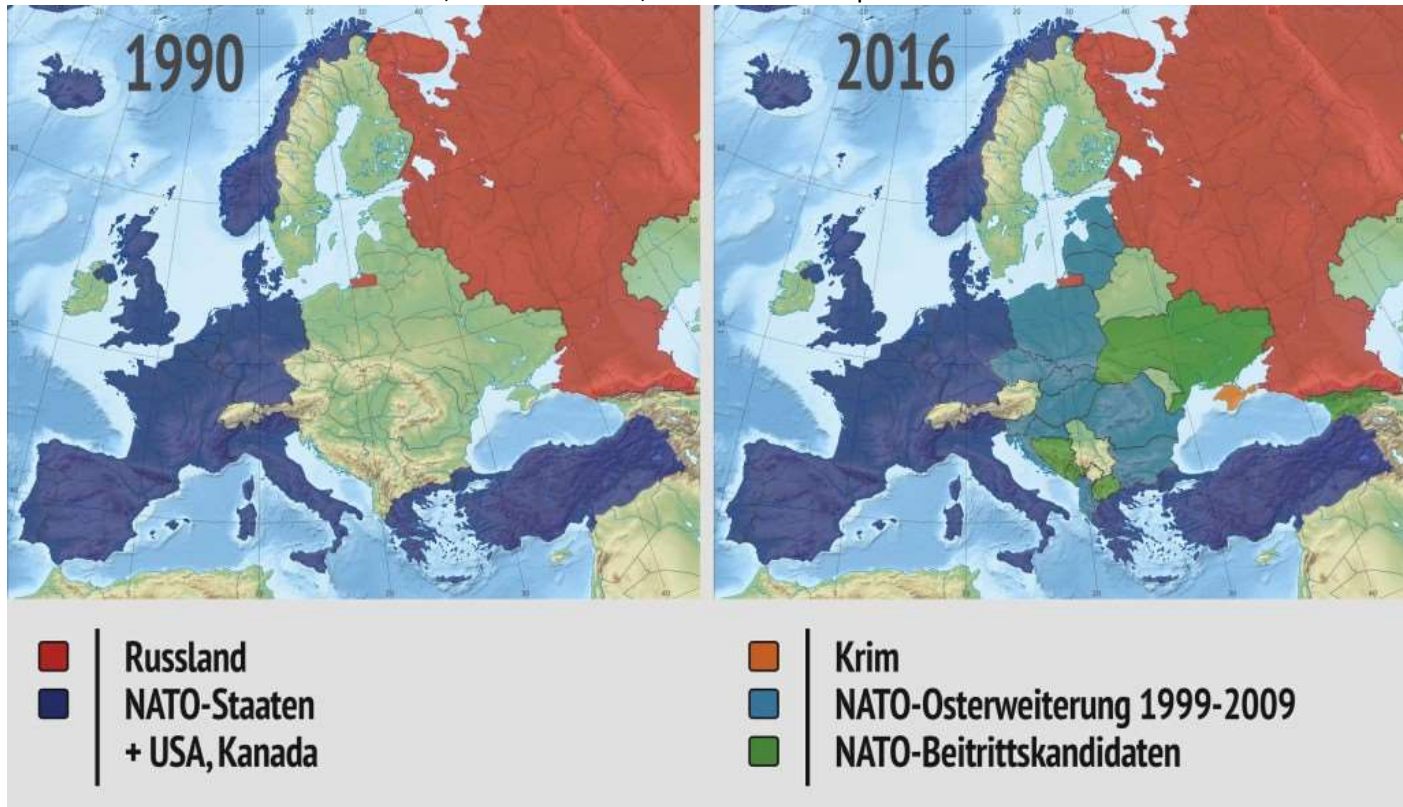 1990
2016
Russland
NATO-Staaten
+ USA, Kanada
Krim
NATO-Osterweiterung 1999-2009
NATO-Beitrittskandidaten